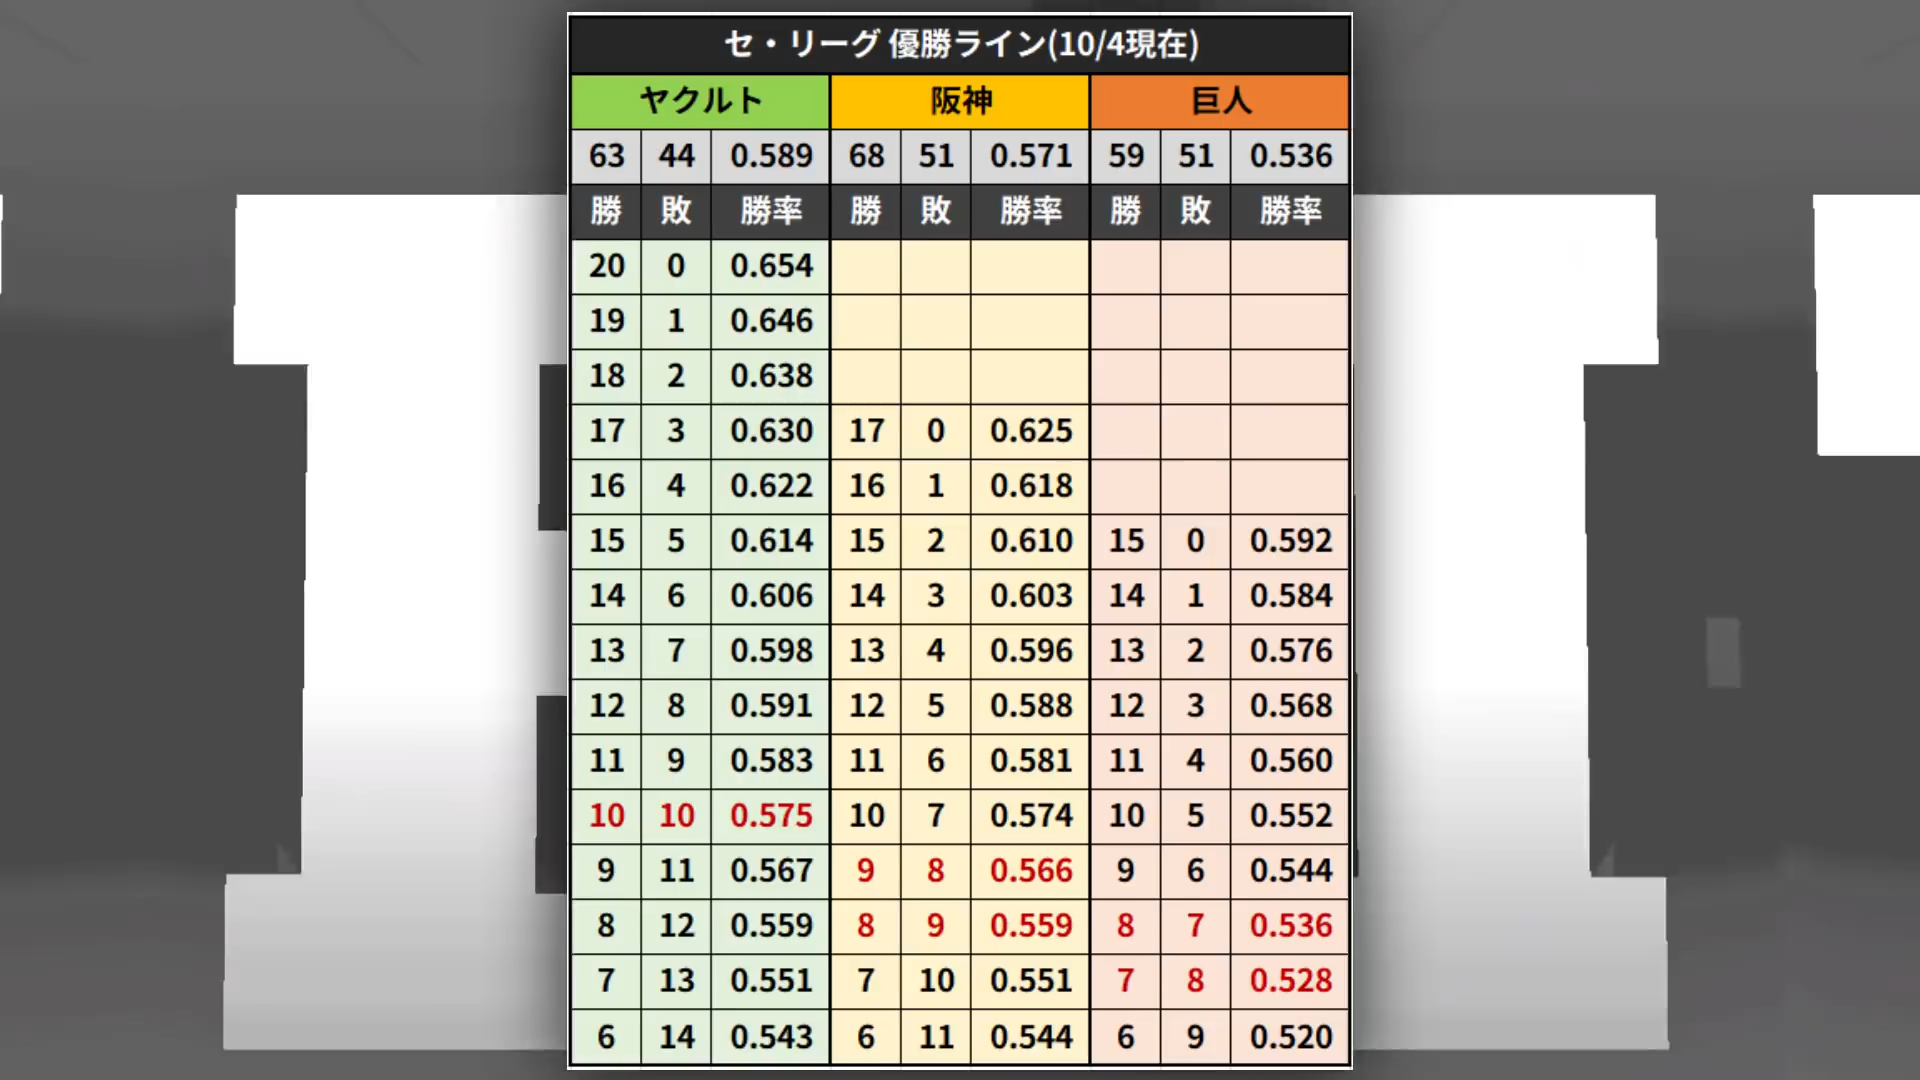 セ・リーグ 優勝ライン(10/4現在)
ヤクルト 阪神 巨人
63 44 0.589 68 51 0.571 59 51 0.536
勝 敗 勝率 勝 敗 勝率 勝 敗 勝率
20 0 0.654
19 1 0.646
18 2 0.638
17 3 0.630 17 0 0.625
16 4 0.622 16 1 0.618
15 5 0.614 15 2 0.610 15 0 0.592
14 6 0.606 14 3 0.603 14 1 0.584
13 7 0.598 13 4 0.596 13 2 0.576
12 8 0.591 12 5 0.588 12 3 0.568
11 9 0.583 11 6 0.581 11 4 0.560
10 10 0.575 10 7 0.574 10 5 0.552
9 11 0.567 9 8 0.566 9 6 0.544
8 12 0.559 8 9 0.559 8 7 0.536
7 13 0.551 7 10 0.551 7 8 0.528
6 14 0.543 6 11 0.544 6 9 0.520